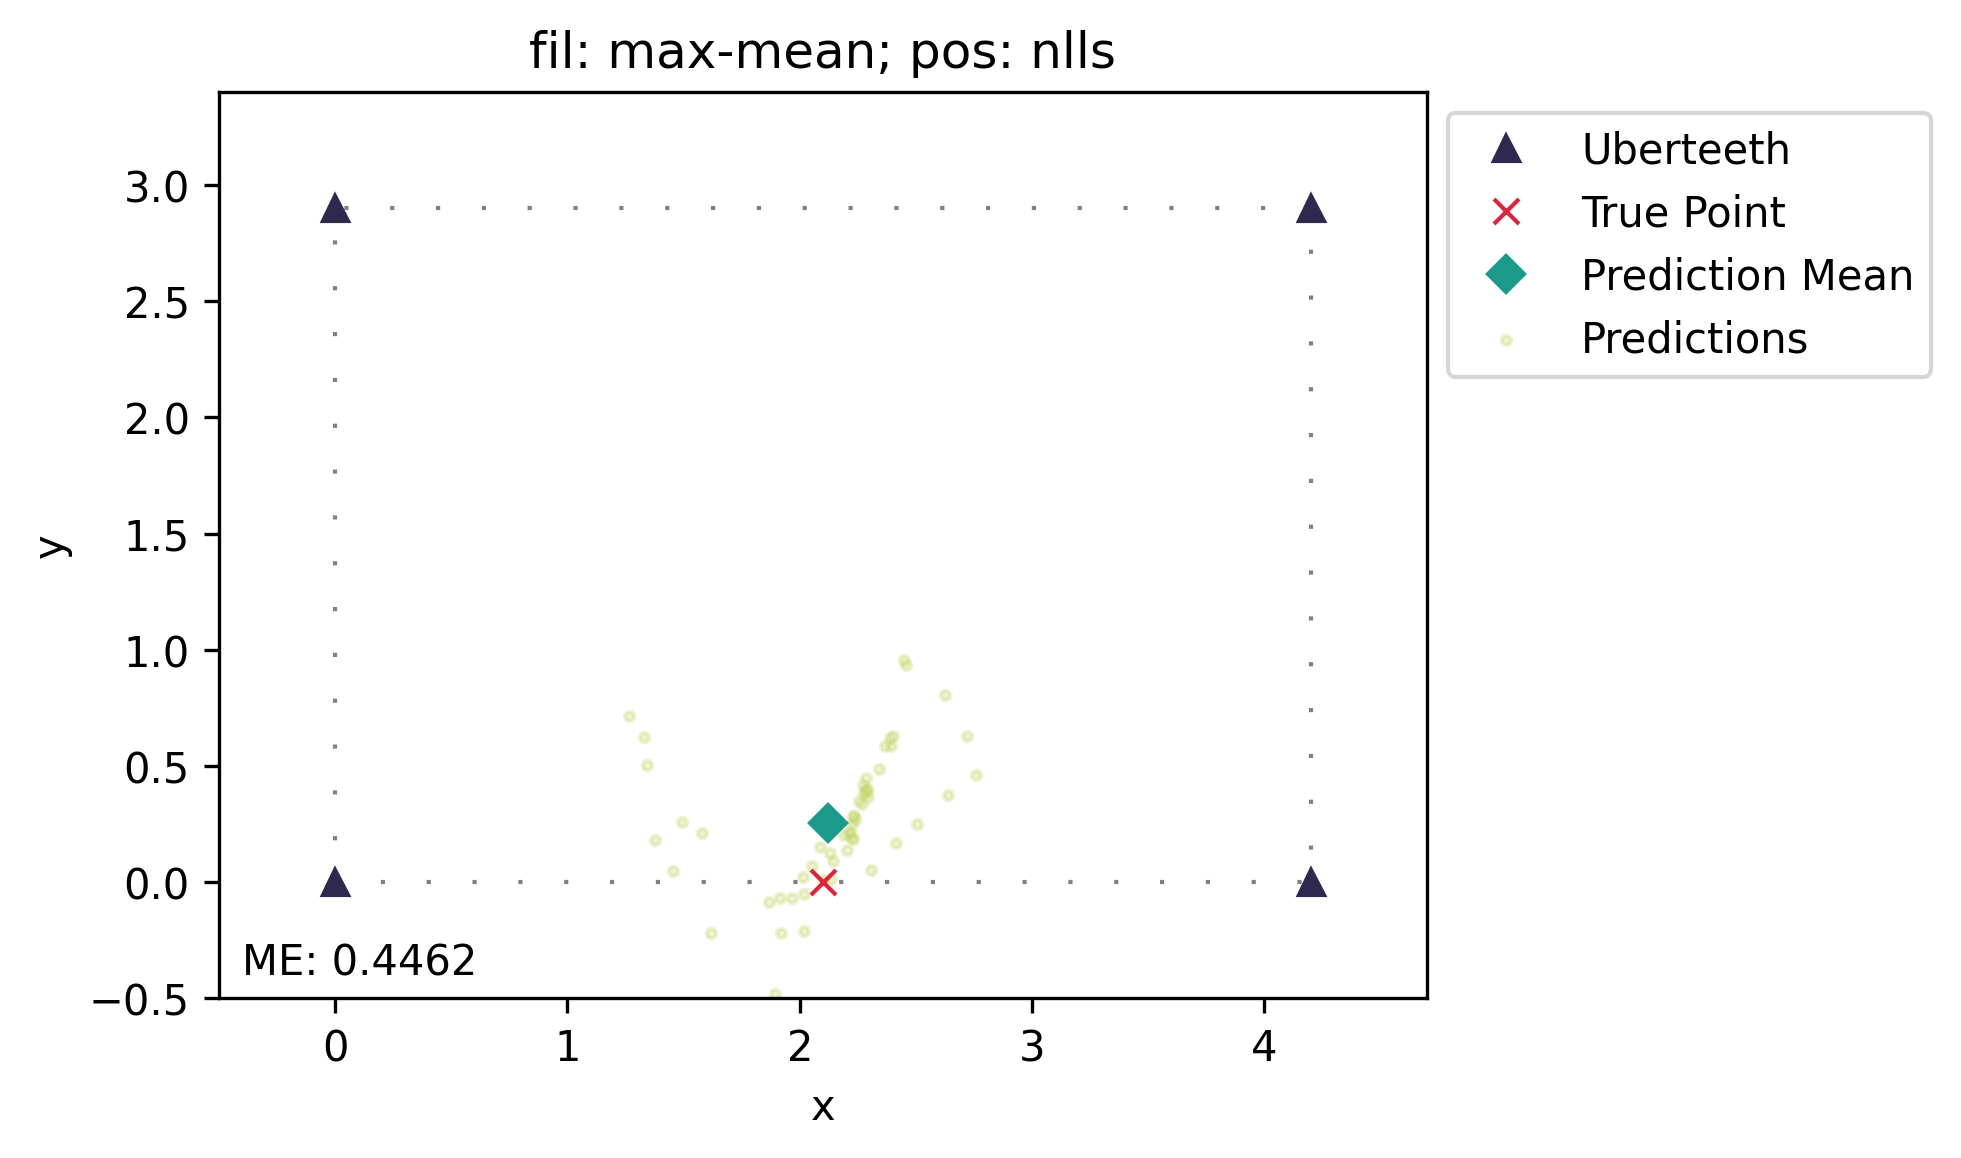 fil: max-mean; pos: nlls
Uberteeth
True Point
Prediction Mean
Predictions
3.0
2.5
2.0
1.5
1.0
0.5
0.0
−0.5
y
ME: 0.4462
0 1 2 3 4
x